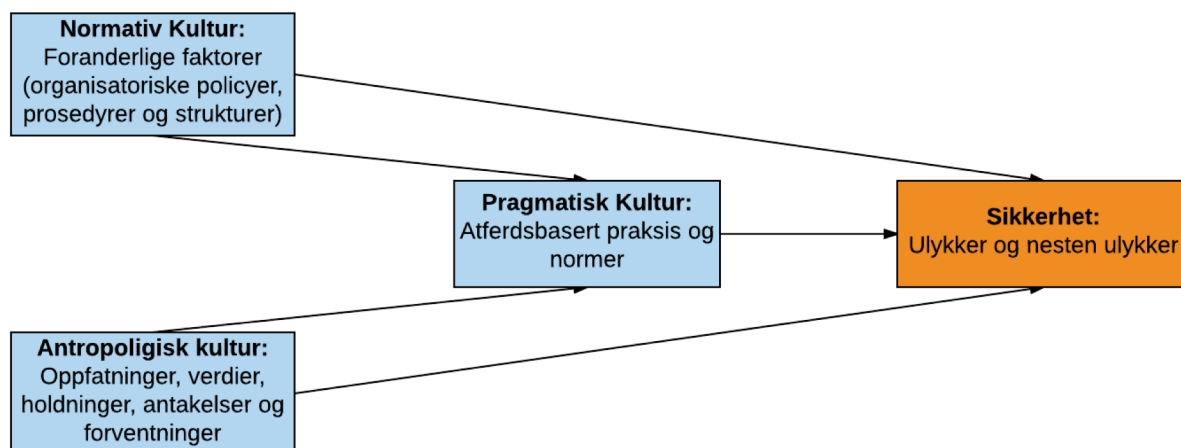 Normativ Kultur:
Foranderlige faktorer
(organisatoriske policyer,
prosedyrer og strukturer)
Pragmatisk Kultur:
Atferdsbasert praksis og
normer
Sikkerhet:
Ulykker og nesten ulykker
Antropoligisk kultur:
Oppfatninger, verdier,
holdninger, antakelser og
forventninger